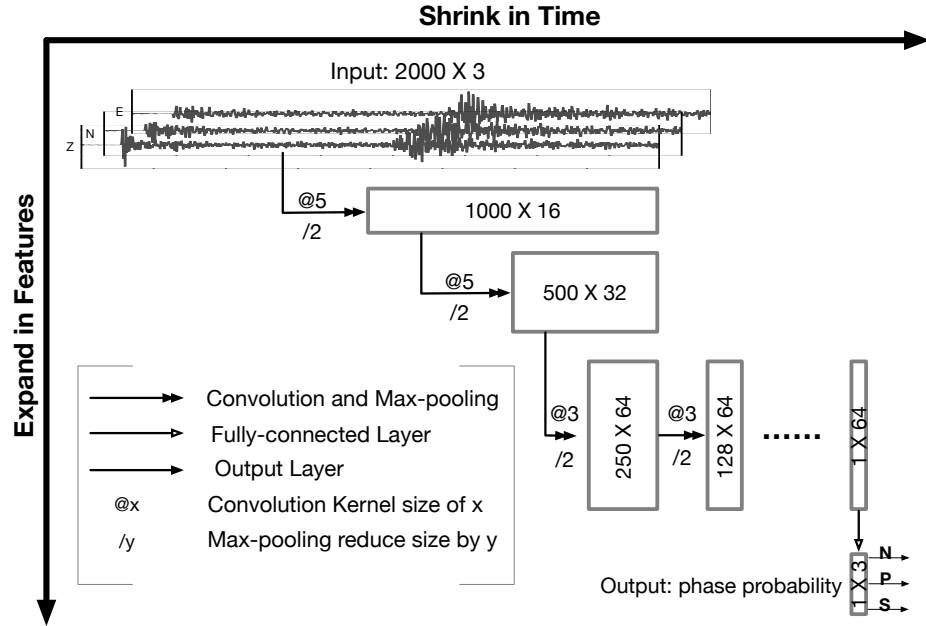 Shrink in Time
Expand in Features
Input: 2000 X 3
E
N
Z
@5
/2
1000 X 16
@5
/2
500 X 32
@3
/2
250 X 64
@3
/2
128 X 64
......
1 X 64
Convolution and Max-pooling
Fully-connected Layer
Output Layer
@x Convolution Kernel size of x
/y Max-pooling reduce size by y
Output: phase probability
1 X 3
N
P
S